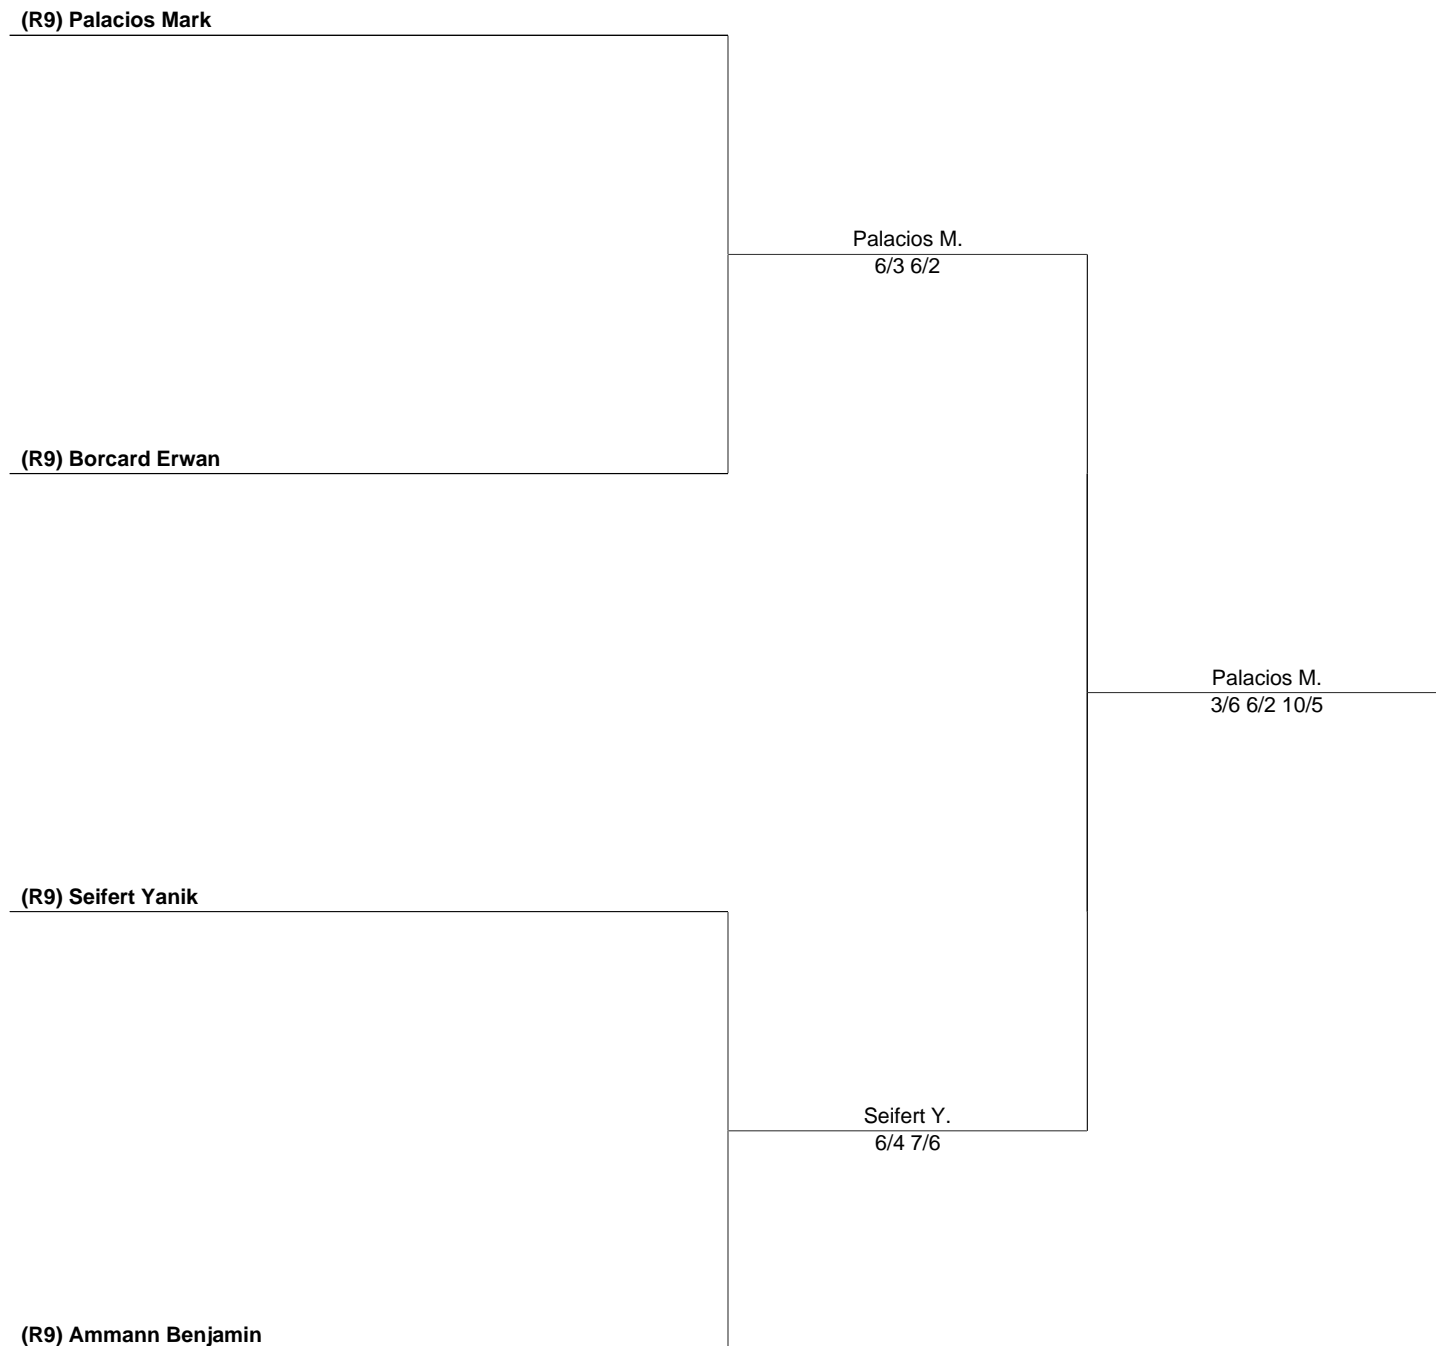 (R9) Palacios Mark
Palacios M.
6/3 6/2
(R9) Borcard Erwan
Palacios M.
3/6 6/2 10/5
(R9) Seifert Yanik
Seifert Y.
6/4 7/6
(R9) Ammann Benjamin